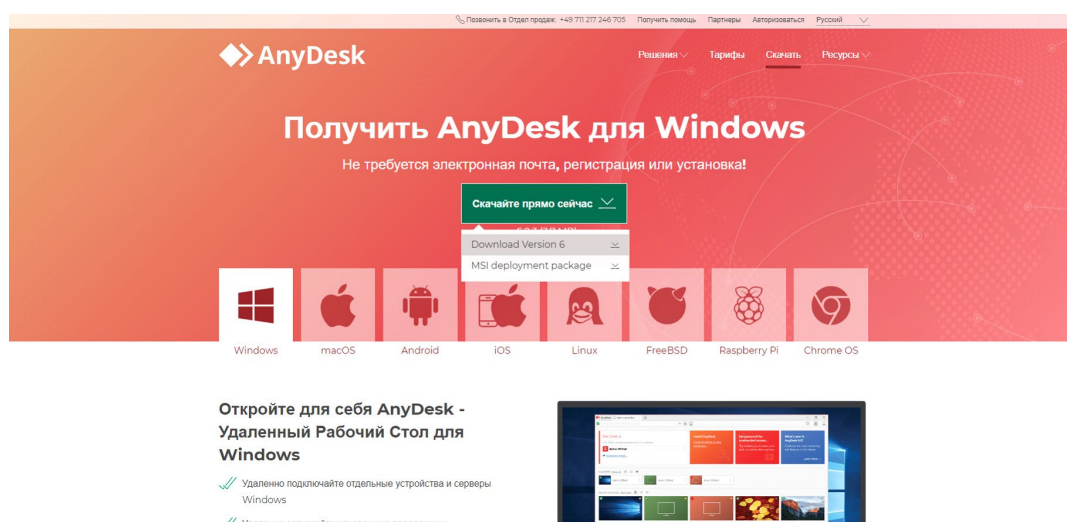 Позвонить в Отдел продаж: +49 711 217 246 705 Получить помощь Партнеры Авторизоваться Русский
AnyDesk
Решения Тарифы Скачать Ресурсы
Получить AnyDesk для Windows
Не требуется электронная почта, регистрация или установка!
Скачайте прямо сейчас
Download Version 6
MSI deployment package
Windows macOS Android iOS Linux FreeBSD Raspberry Pi Chrome OS
Откройте для себя AnyDesk -
Удаленный Рабочий Стол для
Windows
Удаленно подключайте отдельные устройства и серверы
Windows